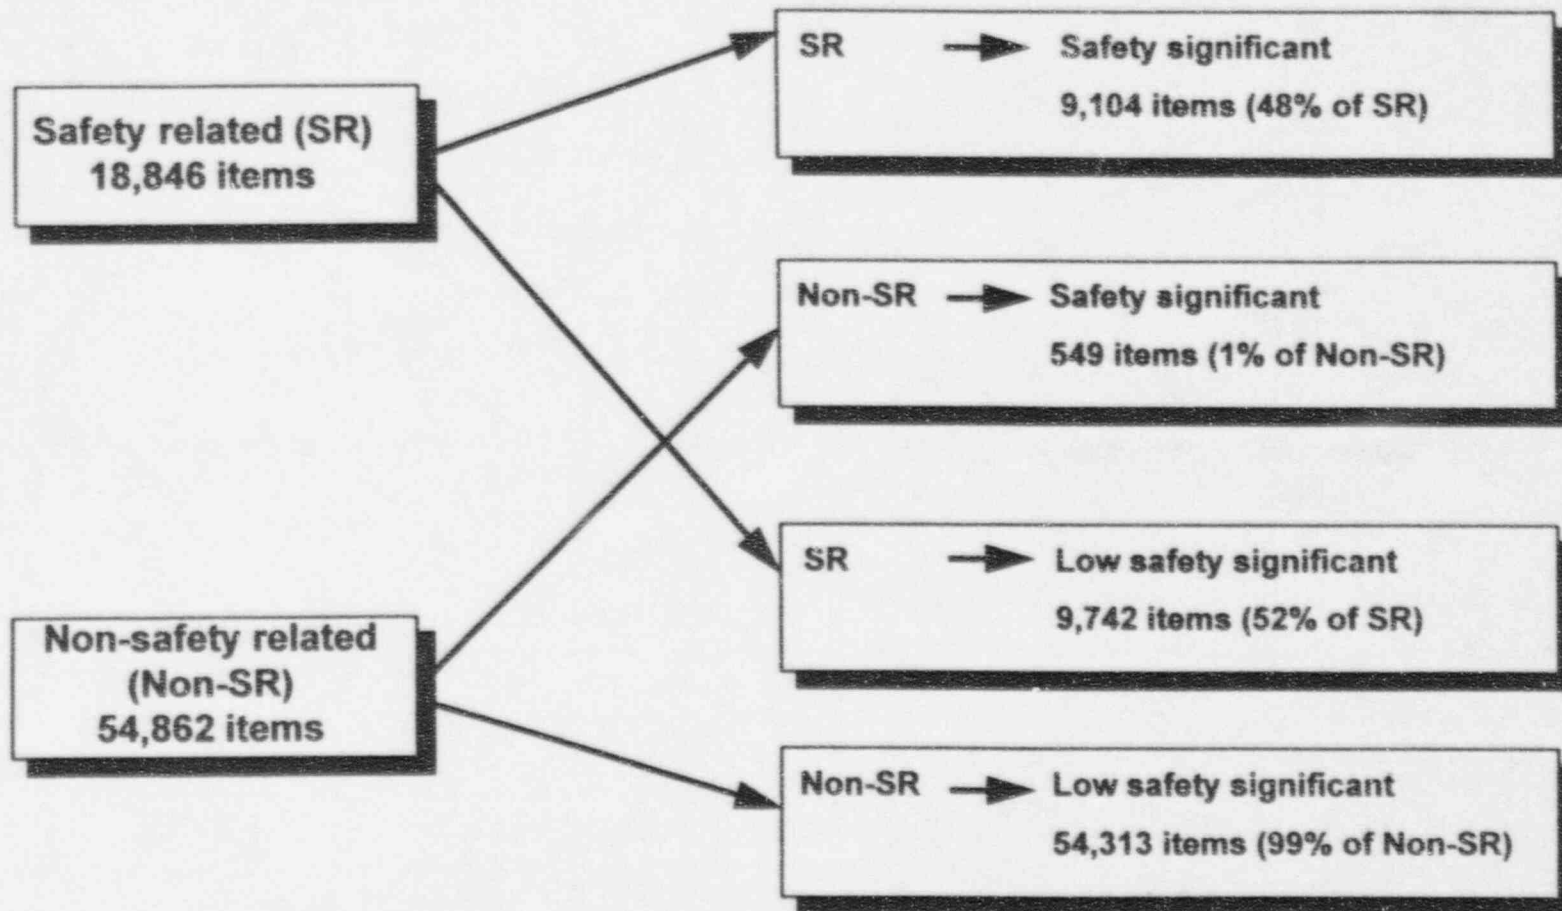 Safety related (SR)
18,846 items
Non-safety related
(Non-SR)
54,862 items
SR Safety significant
9,104 items (48% of SR)
Non-SR Safety significant
549 items (1% of Non-SR)
SR Low safety significant
9,742 items (52% of SR)
Non-SR Low safety significant
54,313 items (99% of Non-SR)